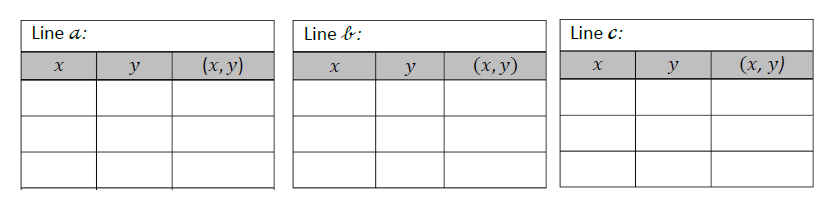 Line a:
x y (x, y)
Line 𝒷:
x y (x, y)
Line c:
x y (x, y)